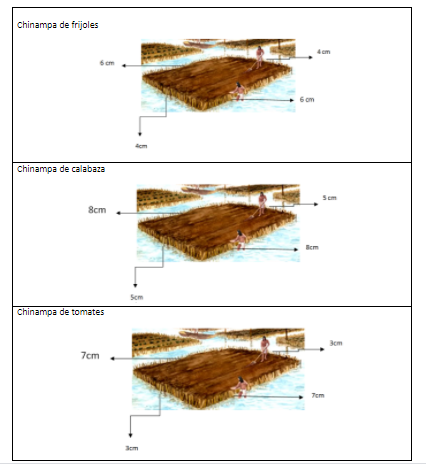 Chinampa de frijoles
4 cm
6 cm
6 cm
4cm
Chinampa de calabaza
5 cm
8cm
8cm
5cm
Chinampa de tomates
3cm
7cm
7cm
3cm